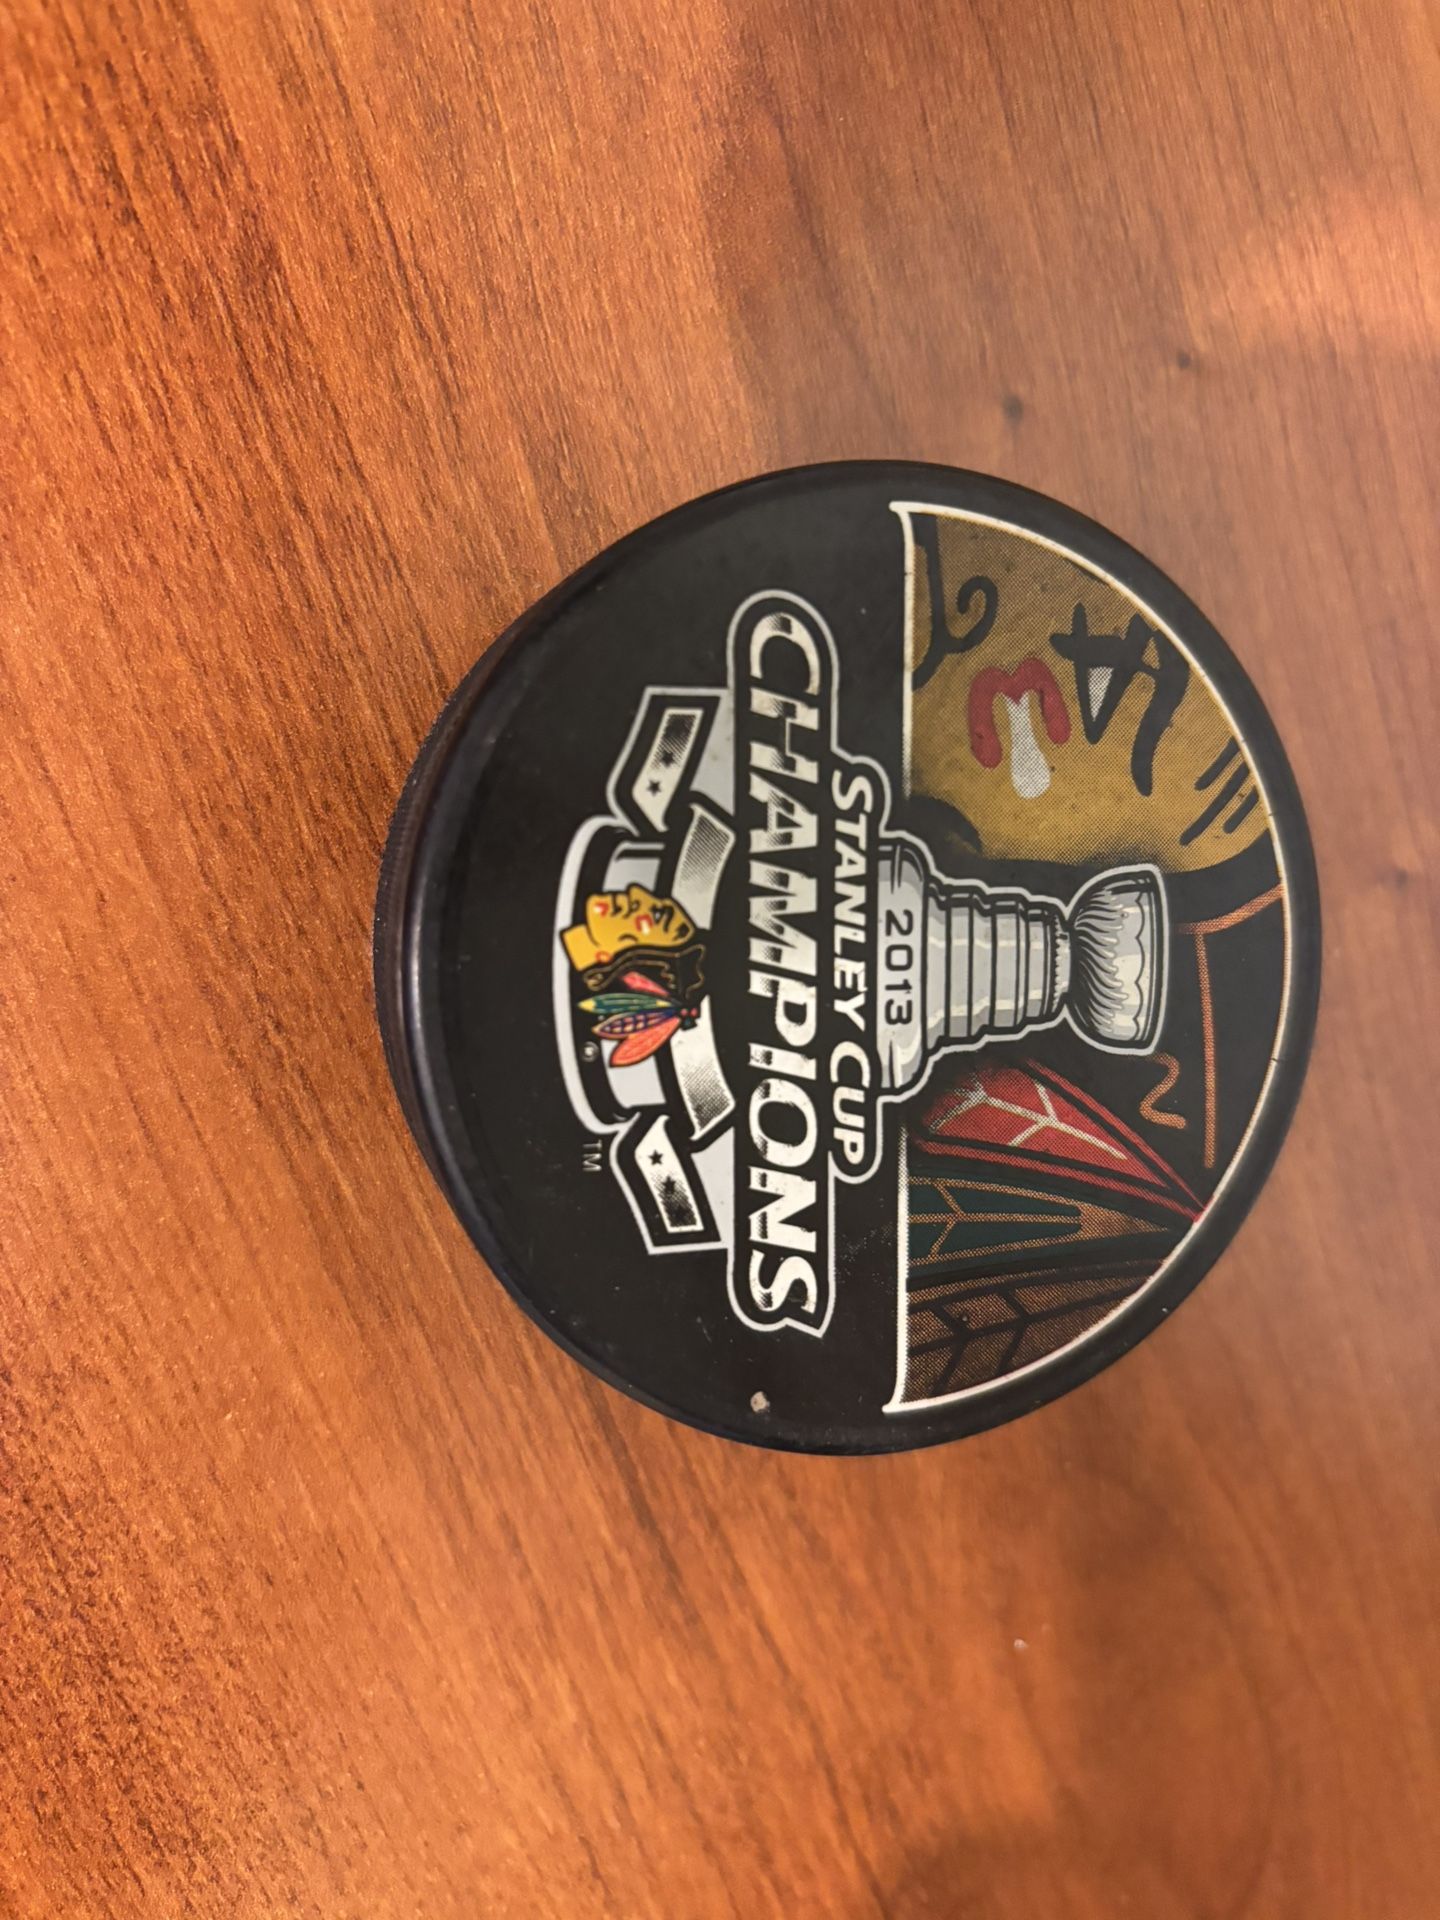 2013
STANLEY CUP
CHAMPIONS
®
TM